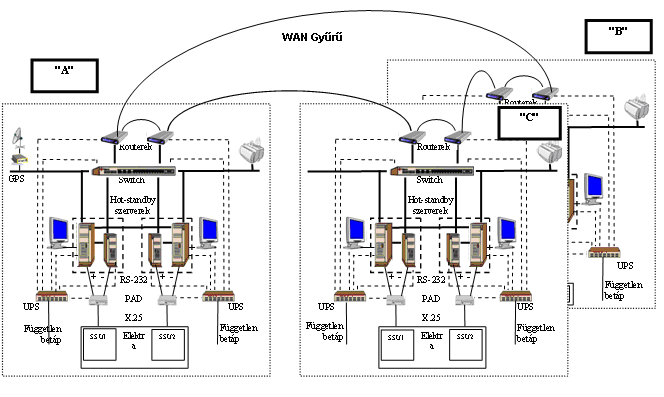 WAN Gyűrű
"B"
"A"
Routerek
"C"
Routerek
Routerek
GPS
Switch
Switch
Hot-standby
szerverek
Hot-standby
szerverek
+ -
- +
+ -
- +
+
-
RS-232
RS-232
UPS
UPS
PAD
UPS
UPS
PAD
UPS
Független
betáp
Független
betáp
X.25
Független
betáp
Független
betáp
X.25
Független
betáp
SSU1
Elektr
a
SSU2
SSU1
Elektr
a
SSU2